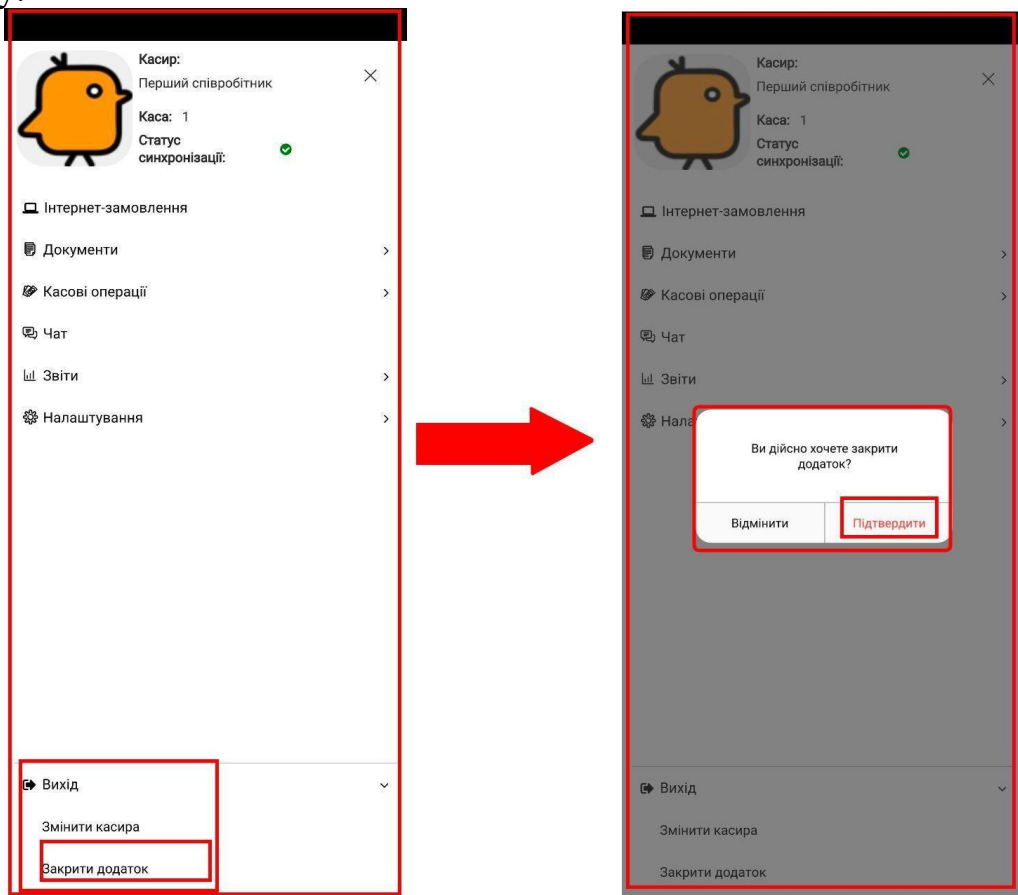 у.
Касир:
Перший співробітник
Каса: 1
Статус
синхронізації:
Інтернет-замовлення
Документи
Касові операції
Чат
Звіти
Налаштування
Вихід
Змінити касира
Закрити додаток
Касир:
Перший співробітник
Каса: 1
Статус
синхронізації:
Інтернет-замовлення
Документи
Касові операції
Чат
Звіти
Нала
Ви дійсно хочете закрити
додаток?
Відмінити Підтвердити
Вихід
Змінити касира
Закрити додаток